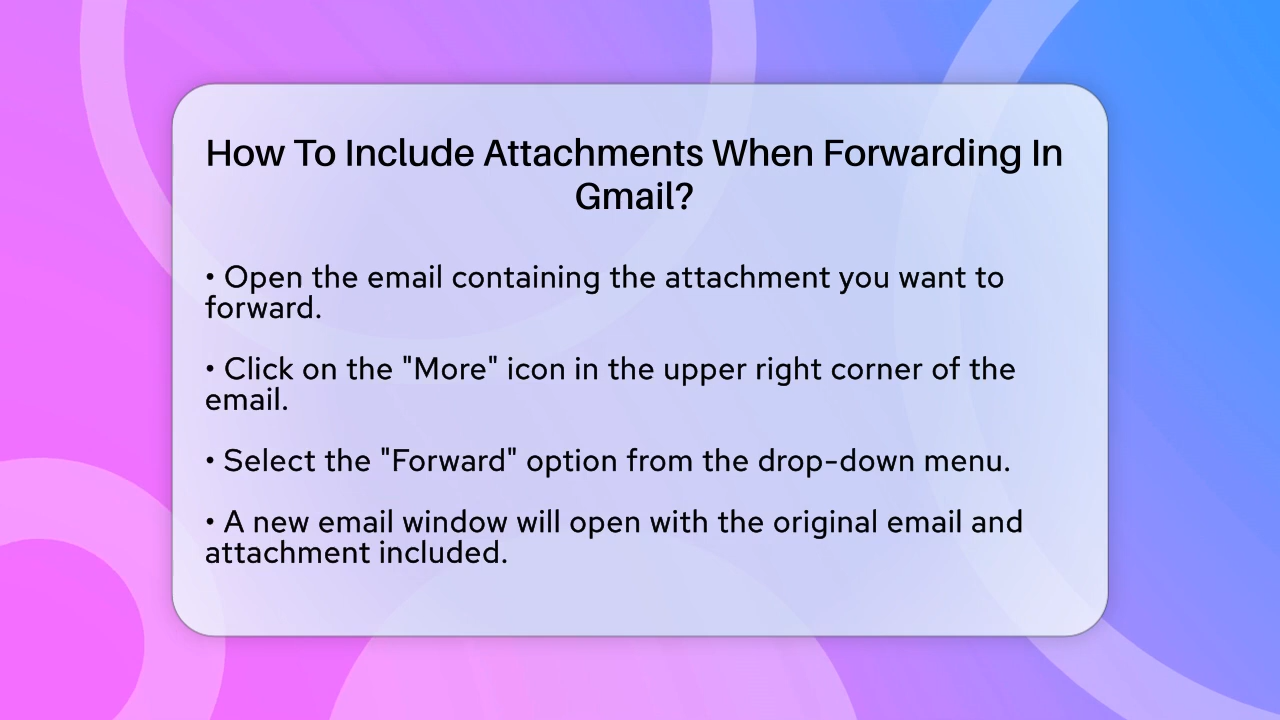 How To Include Attachments When Forwarding In
Gmail?
• Open the email containing the attachment you want to
forward.
• Click on the "More" icon in the upper right corner of the
email.
• Select the "Forward" option from the drop-down menu.
• A new email window will open with the original email and
attachment included.